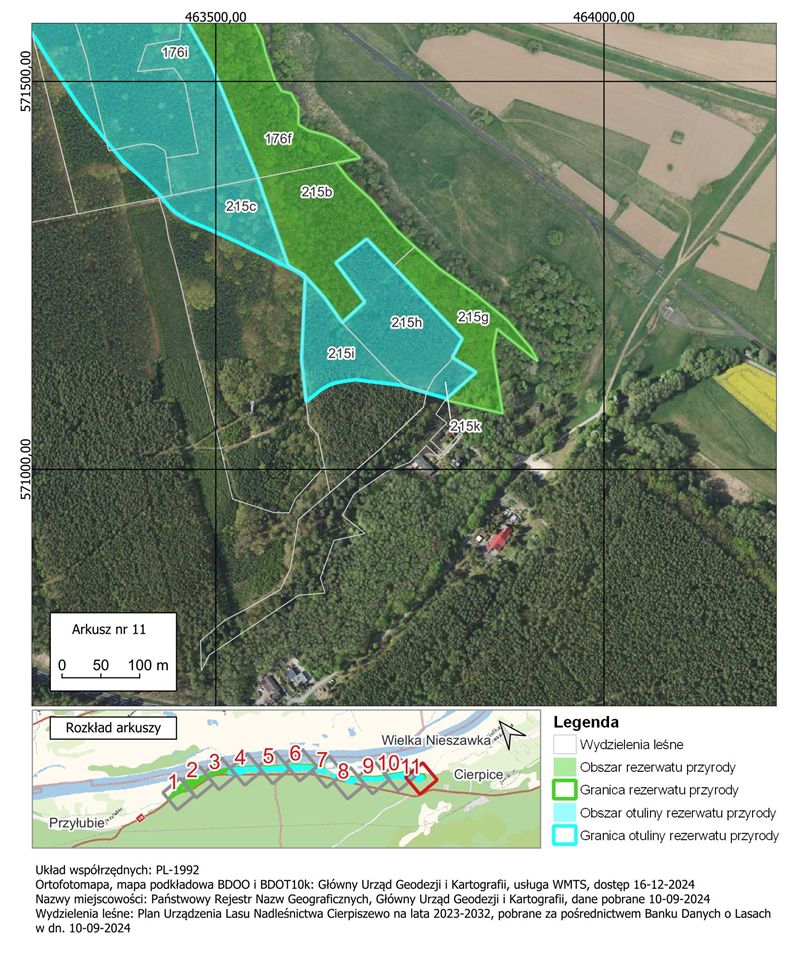 463500,00
464000,00
571500,00
176i
176f
215b
215c
215h
215g
215i
215k
571000,00
Arkusz nr 11
0 50 100 m
Rozkład arkuszy
Wielka Nieszawka
1 2 3 4 5 6 7 8 9 10 11
Cierpice
Przyłubie
Legenda
Wydzielenia leśne
Obszar rezerwatu przyrody
Granica rezerwatu przyrody
Obszar otuliny rezerwatu przyrody
Granica otuliny rezerwatu przyrody
Układ współrzędnych: PL-1992
Ortofotomapa, mapa podkładowa BDOO i BDOT10k: Główny Urząd Geodezji i Kartografii, usługa WMTS, dostęp 16-12-2024
Nazwy miejscowości: Państwowy Rejestr Nazw Geograficznych, Główny Urząd Geodezji i Kartografii, dane pobrane 10-09-2024
Wydzielenia leśne: Plan Urządzenia Lasu Nadleśnictwa Cierpiszewo na lata 2023-2032, pobrane za pośrednictwem Banku Danych o Lasach
w dn. 10-09-2024